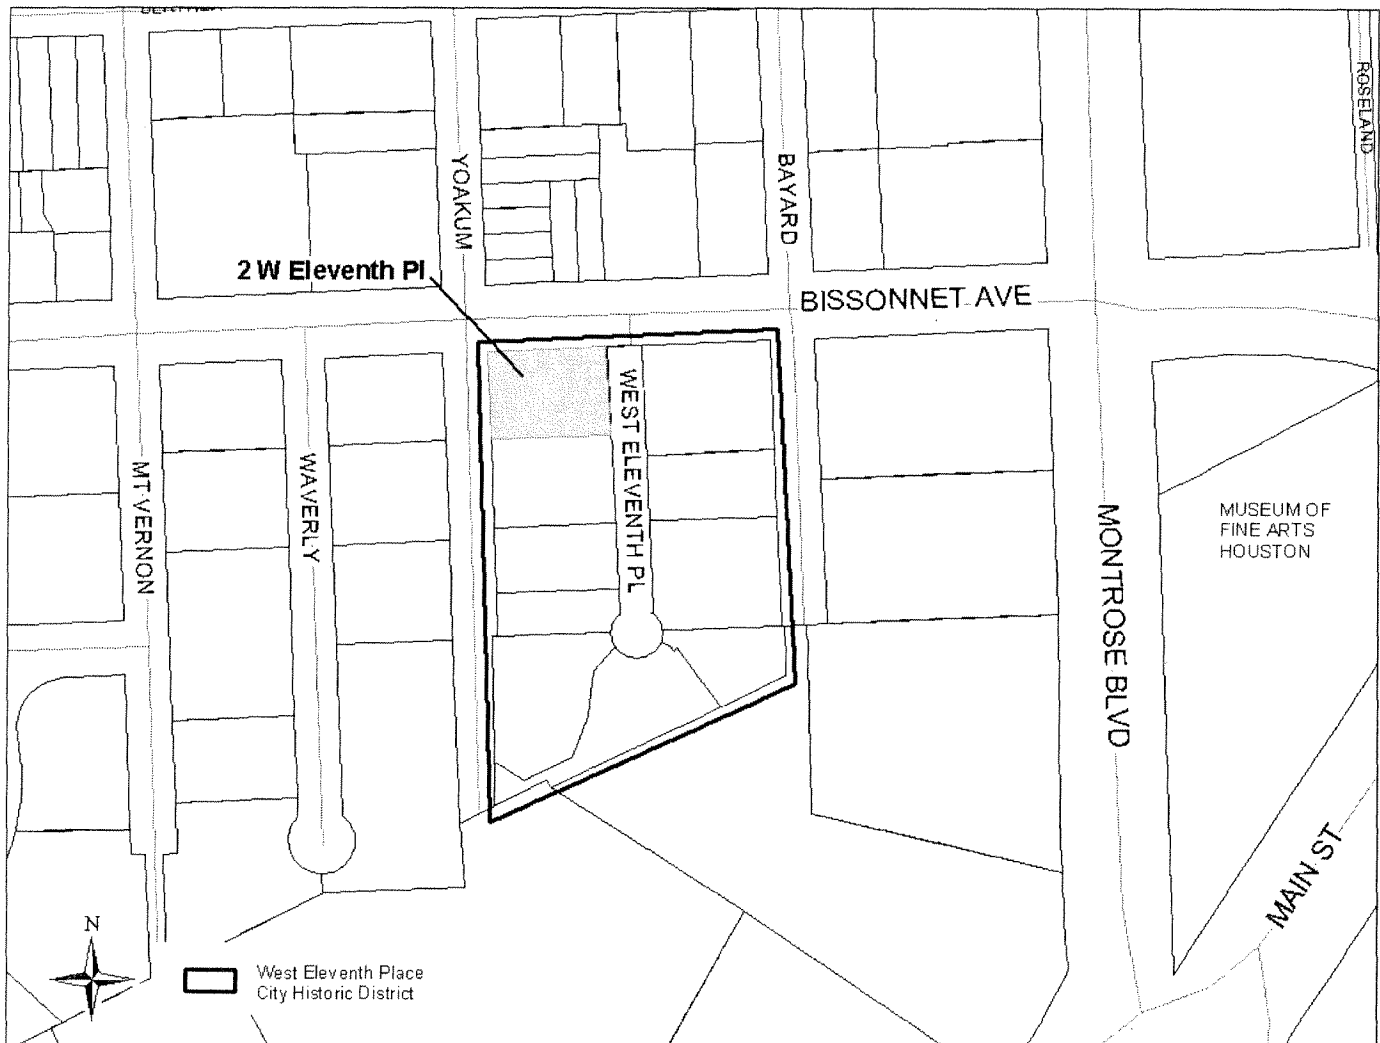 ROSELAND
YOAKUM
BAYARD
2 W Eleventh Pl
BISSONNET AVE
WEST ELEVENTH PL
MT VERNON
WAVERLY
MONTROSE BLVD
MUSEUM OF
FINE ARTS
HOUSTON
MAIN ST
N
West Eleventh Place
City Historic District